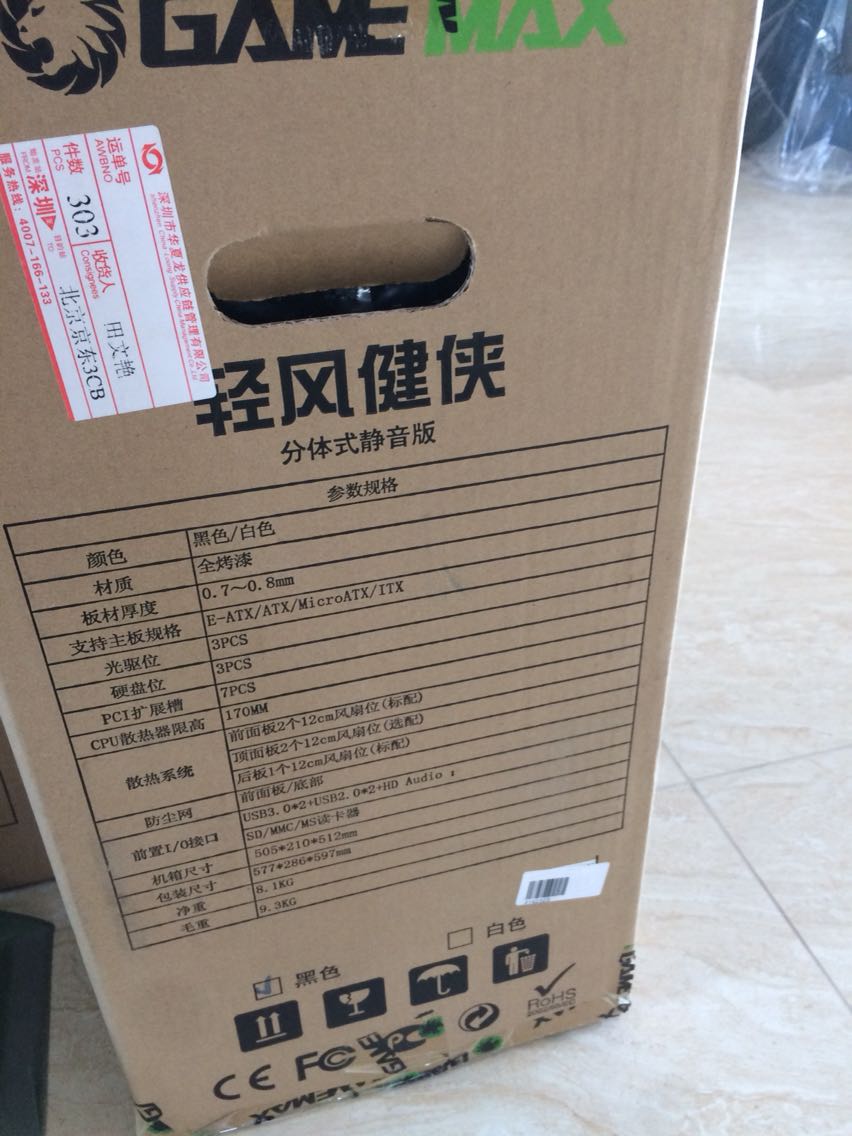 GAMEMAX
深圳市华夏龙供应链管理有限公司
运单号
AWBNO
件数
PCS
303
收货人
Consignees
田文艳
FROM
深圳
目的站
TO
北京京东3CB
服务热线：4007-166-133
轻风健侠
分体式静音版
参数规格
颜色 黑色/白色
材质 全烤漆
板材厚度 0.7～0.8mm
支持主板规格 E-ATX/ATX/MicroATX/ITX
光驱位 3PCS
硬盘位 3PCS
PCI扩展槽 7PCS
CPU散热器限高 170MM
散热系统 前面板2个12cm风扇位(标配)
顶面板2个12cm风扇位(选配)
后板1个12cm风扇位(标配)
防尘网 前面板/底部
前置I/O接口 USB3.0*2+USB2.0*2+HD Audio
SD/MMC/MS读卡器
机箱尺寸 505*210*512mm
包装尺寸 577*286*597mm
净重 8.1KG
毛重 9.3KG
黑色 白色
RoHS
CE FC
GAMEMAX